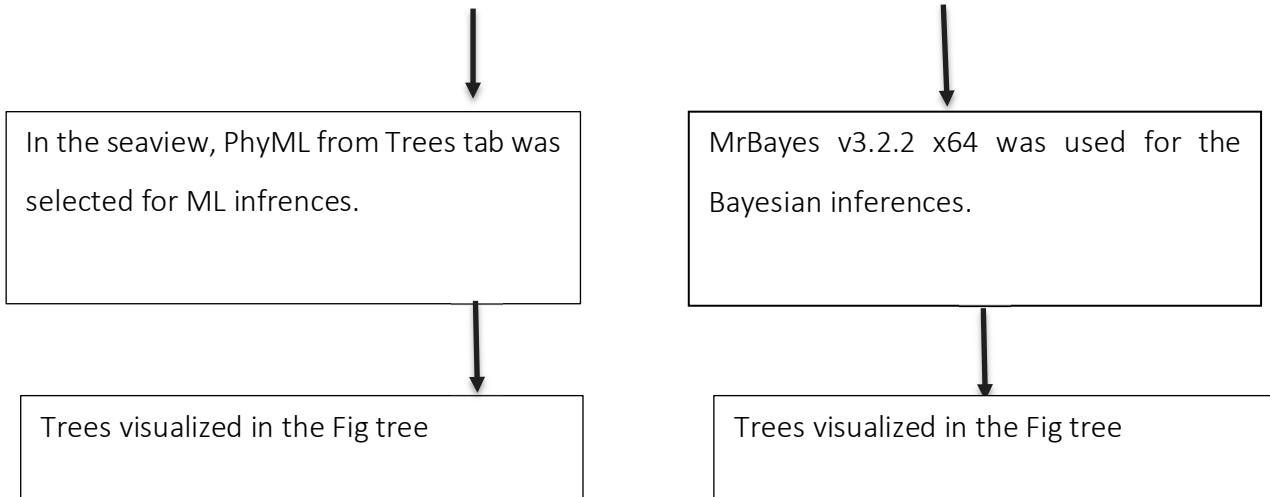 In the seaview, PhyML from Trees tab was
selected for ML infrences.
MrBayes v3.2.2 x64 was used for the
Bayesian inferences.
Trees visualized in the Fig tree
Trees visualized in the Fig tree